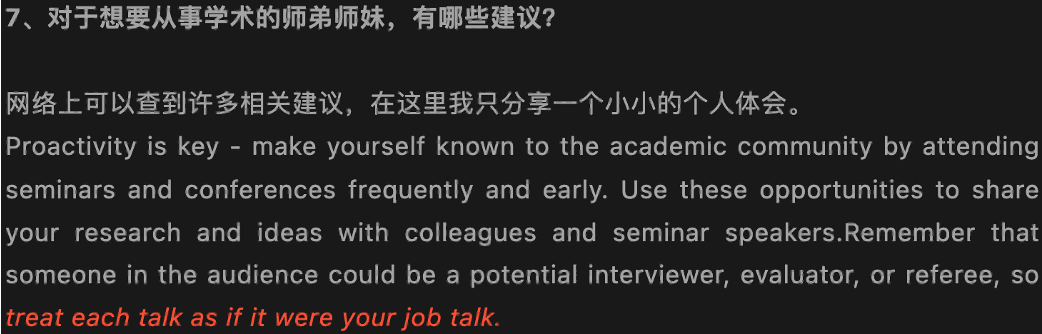 7、对于想要从事学术的师弟师妹，有哪些建议？
网络上可以查到许多相关建议，在这里我只分享一个小小的个人体会。
Proactivity is key - make yourself known to the academic community by attending
seminars and conferences frequently and early. Use these opportunities to share
your research and ideas with colleagues and seminar speakers.Remember that
someone in the audience could be a potential interviewer, evaluator, or referee, so
treat each talk as if it were your job talk.